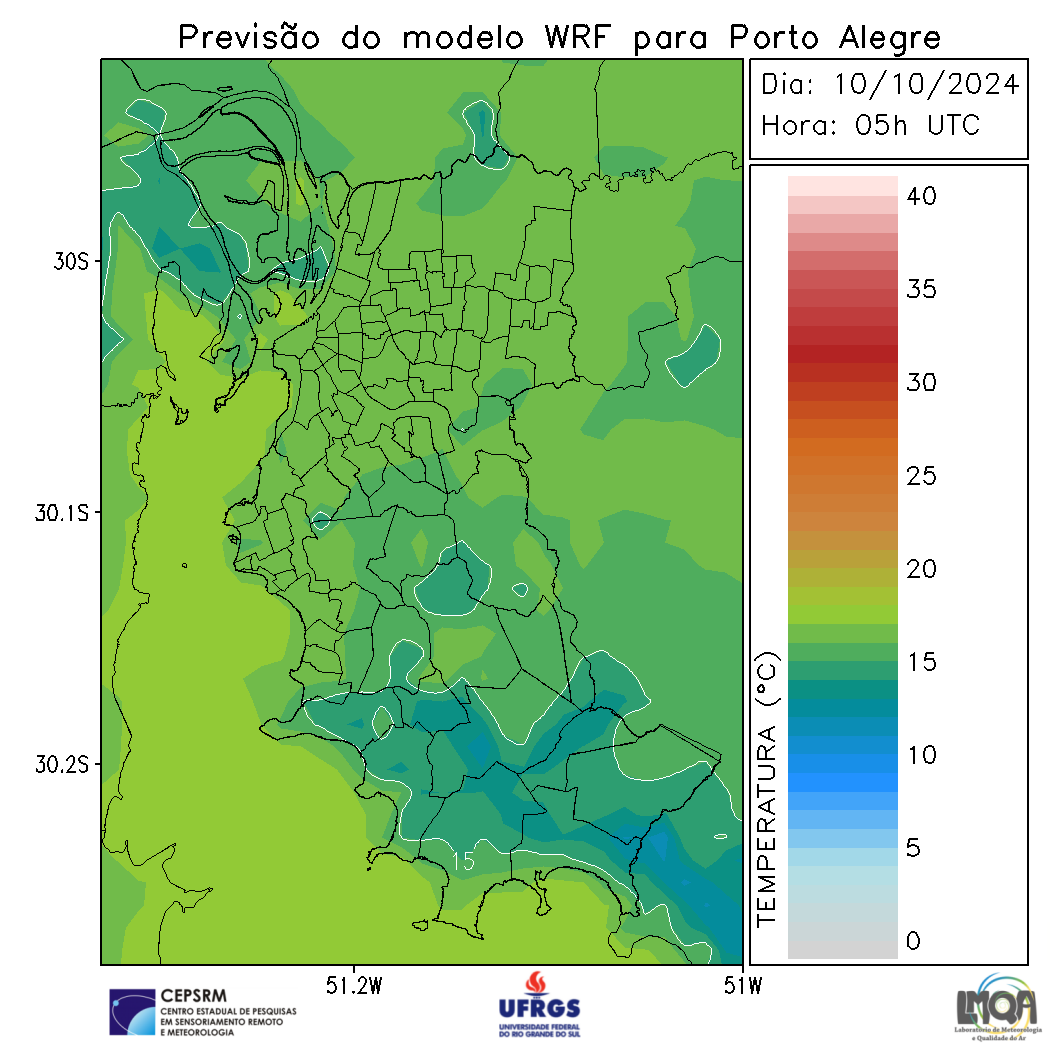 Previsão do modelo WRF para Porto Alegre
Dia: 10/10/2024
Hora: 05h UTC
40
35
30
25
20
15
10
5
0
TEMPERATURA (°C)
30S
30.1S
30.2S
15
51.2W
51W
CEPSRM
CENTRO ESTADUAL DE PESQUISAS
EM SENSORIAMENTO REMOTO
E METEOROLOGIA
UFRGS
UNIVERSIDADE FEDERAL
DO RIO GRANDE DO SUL
LMQA
Laboratório de Meteorologia
e Qualidade do Ar